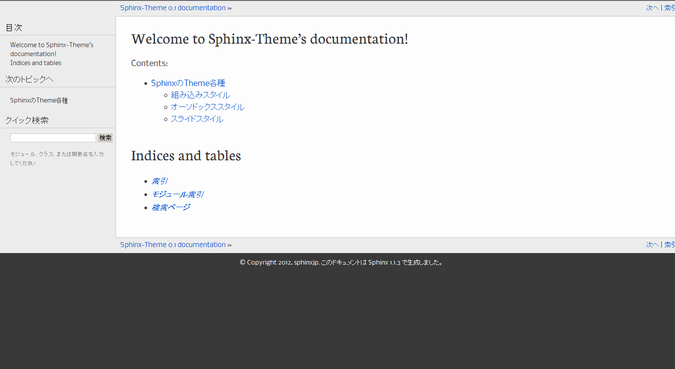 Sphinx-Theme 0.1 documentation »
次へ | 索引
目次
Welcome to Sphinx-Theme's
documentation!
Indices and tables
次のトピックへ
SphinxのTheme各種
クイック検索
検索
モジュール、クラス、または関数名を入力
してください
Welcome to Sphinx-Theme's documentation!
Contents:
SphinxのTheme各種
組み込みスタイル
オーソドックススタイル
スライドスタイル
Indices and tables
索引
モジュール索引
検索ページ
Sphinx-Theme 0.1 documentation »
次へ | 索引
© Copyright 2012, sphinxjp. このドキュメントは Sphinx 1.1.3 で生成しました。